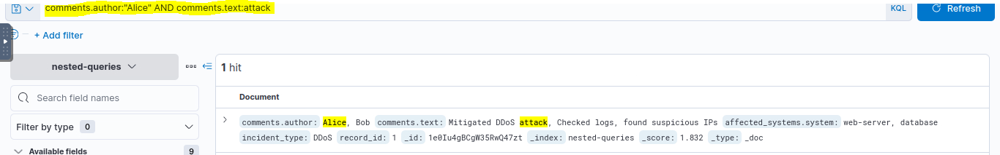 comments.author:"Alice" AND comments.text:attack
KQL
Refresh
+ Add filter
nested-queries
1 hit
Search field names
Document
Filter by type 0
comments.author: Alice, Bob comments.text: Mitigated DDoS attack, Checked logs, found suspicious IPs affected_systems.system: web-server, database
incident_type: DDoS record_id: 1 _id: 1e0Iu4gBCgW35RwQ47zt _index: nested-queries _score: 1.832 _type: _doc
Available fields 9